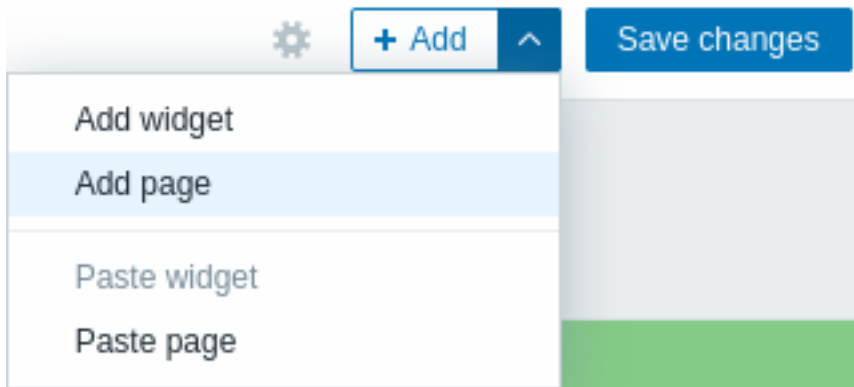 + Add
Save changes
Add widget
Add page
Paste widget
Paste page